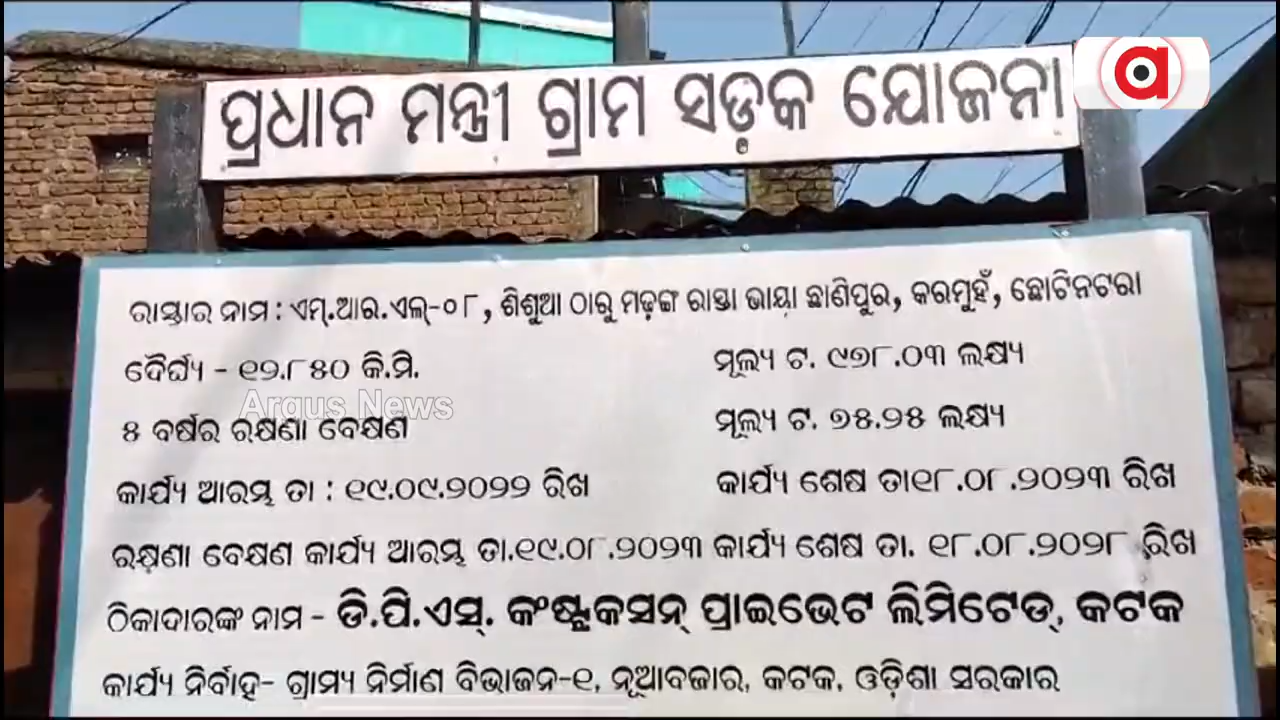 ପ୍ରଧାନ ମନ୍ତ୍ରୀ ଗ୍ରାମ ସଡ଼କ ଯୋଜନା
a
ରାସ୍ତାର ନାମ : ଏମ୍.ଆର.ଏଲ୍-୦୮, ଶିଶୁଆ ଠାରୁ ମଢ଼ଙ୍ଗ ରାସ୍ତା ଭାୟା ଛାଣିପୁର, କରମୁହଁ, ଛୋଟିନଟରା
ଦୈର୍ଘ୍ୟ - ୧୨.୮୫୦ କି.ମି. ମୂଲ୍ୟ ଟ. ୯୭୮.୦୩ ଲକ୍ଷ୍ୟ
Argus News
୫ ବର୍ଷର ରକ୍ଷଣା ବେକ୍ଷଣ ମୂଲ୍ୟ ଟ. ୭୫.୨୫ ଲକ୍ଷ୍ୟ
କାର୍ଯ୍ୟ ଆରମ୍ଭ ତା : ୧୯.୦୯.୨୦୨୨ ରିଖ କାର୍ଯ୍ୟ ଶେଷ ତା୧୮.୦୮.୨୦୨୩ ରିଖ
ରକ୍ଷଣା ବେକ୍ଷଣ କାର୍ଯ୍ୟ ଆରମ୍ଭ ତା.୧୯.୦୮.୨୦୨୩ କାର୍ଯ୍ୟ ଶେଷ ତା. ୧୮.୦୮.୨୦୨୮ ରିଖ
ଠିକାଦାରଙ୍କ ନାମ - ଡି.ପି.ଏସ୍. କଂଷ୍ଟ୍ରକସନ୍ ପ୍ରାଇଭେଟ ଲିମିଟେଡ୍, କଟକ
କାର୍ଯ୍ୟ ନିର୍ବାହ- ଗ୍ରାମ୍ୟ ନିର୍ମାଣ ବିଭାଜନ-୧, ନୂଆବଜାର, କଟକ, ଓଡ଼ିଶା ସରକାର